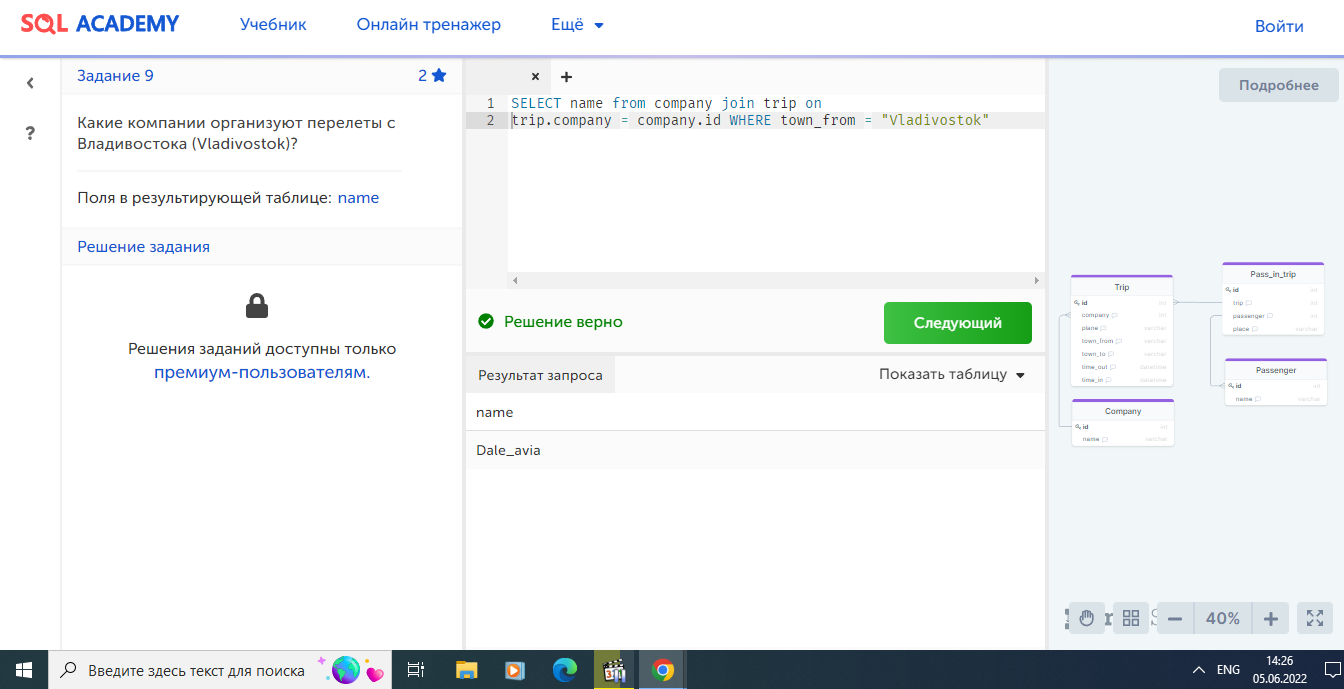 SQL ACADEMY
Учебник
Онлайн тренажер
Ещё
Войти
Задание 9
2
Какие компании организуют перелеты с
Владивостока (Vladivostok)?
Поля в результирующей таблице: name
Решение задания
Решения заданий доступны только
премиум-пользователям.
1 SELECT name from company join trip on
2 trip.company = company.id WHERE town_from = "Vladivostok"
Решение верно
Следующий
Результат запроса
Показать таблицу
name
Dale_avia
Подробнее
Trip
id int
company int
plane varchar
town_from varchar
town_to varchar
time_out datetime
time_in datetime
Company
id int
name varchar
Pass_in_trip
id int
trip int
passenger int
place varchar
Passenger
id int
name varchar
40%
?
Введите здесь текст для поиска
31
ENG
14:26
05.06.2022